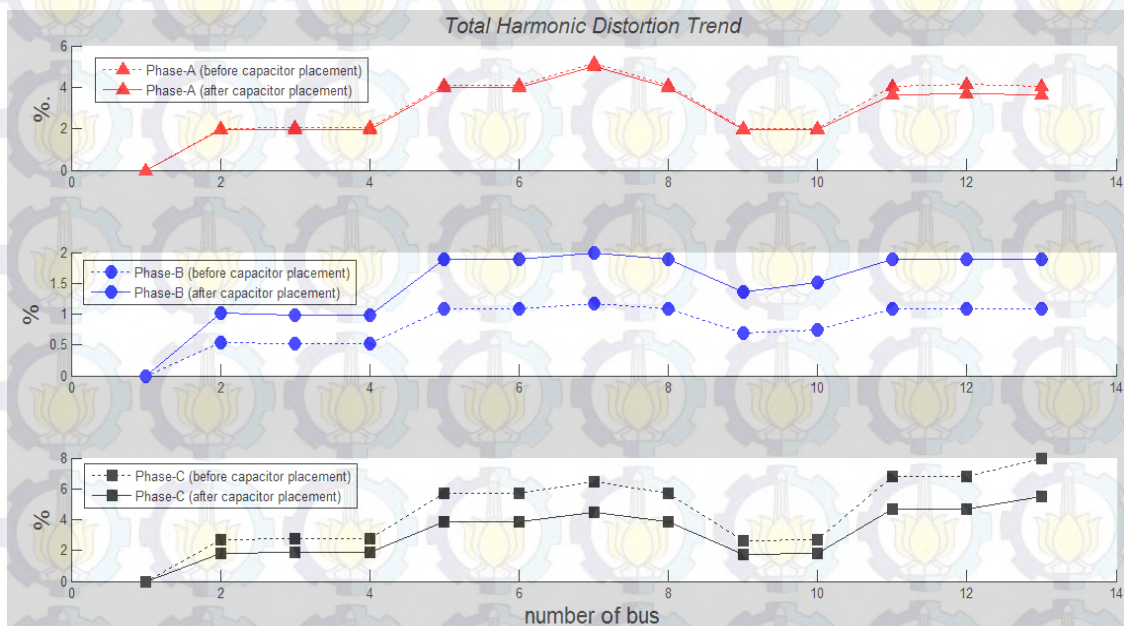 Total Harmonic Distortion Trend
%.
6
4
2
0
Phase-A (before capacitor placement)
Phase-A (after capacitor placement)
0 2 4 6 8 10 12 14
%
2
1.5
1
0.5
0
Phase-B (before capacitor placement)
Phase-B (after capacitor placement)
0 2 4 6 8 10 12 14
%
8
6
4
2
0
Phase-C (before capacitor placement)
Phase-C (after capacitor placement)
0 2 4 6 8 10 12 14
number of bus